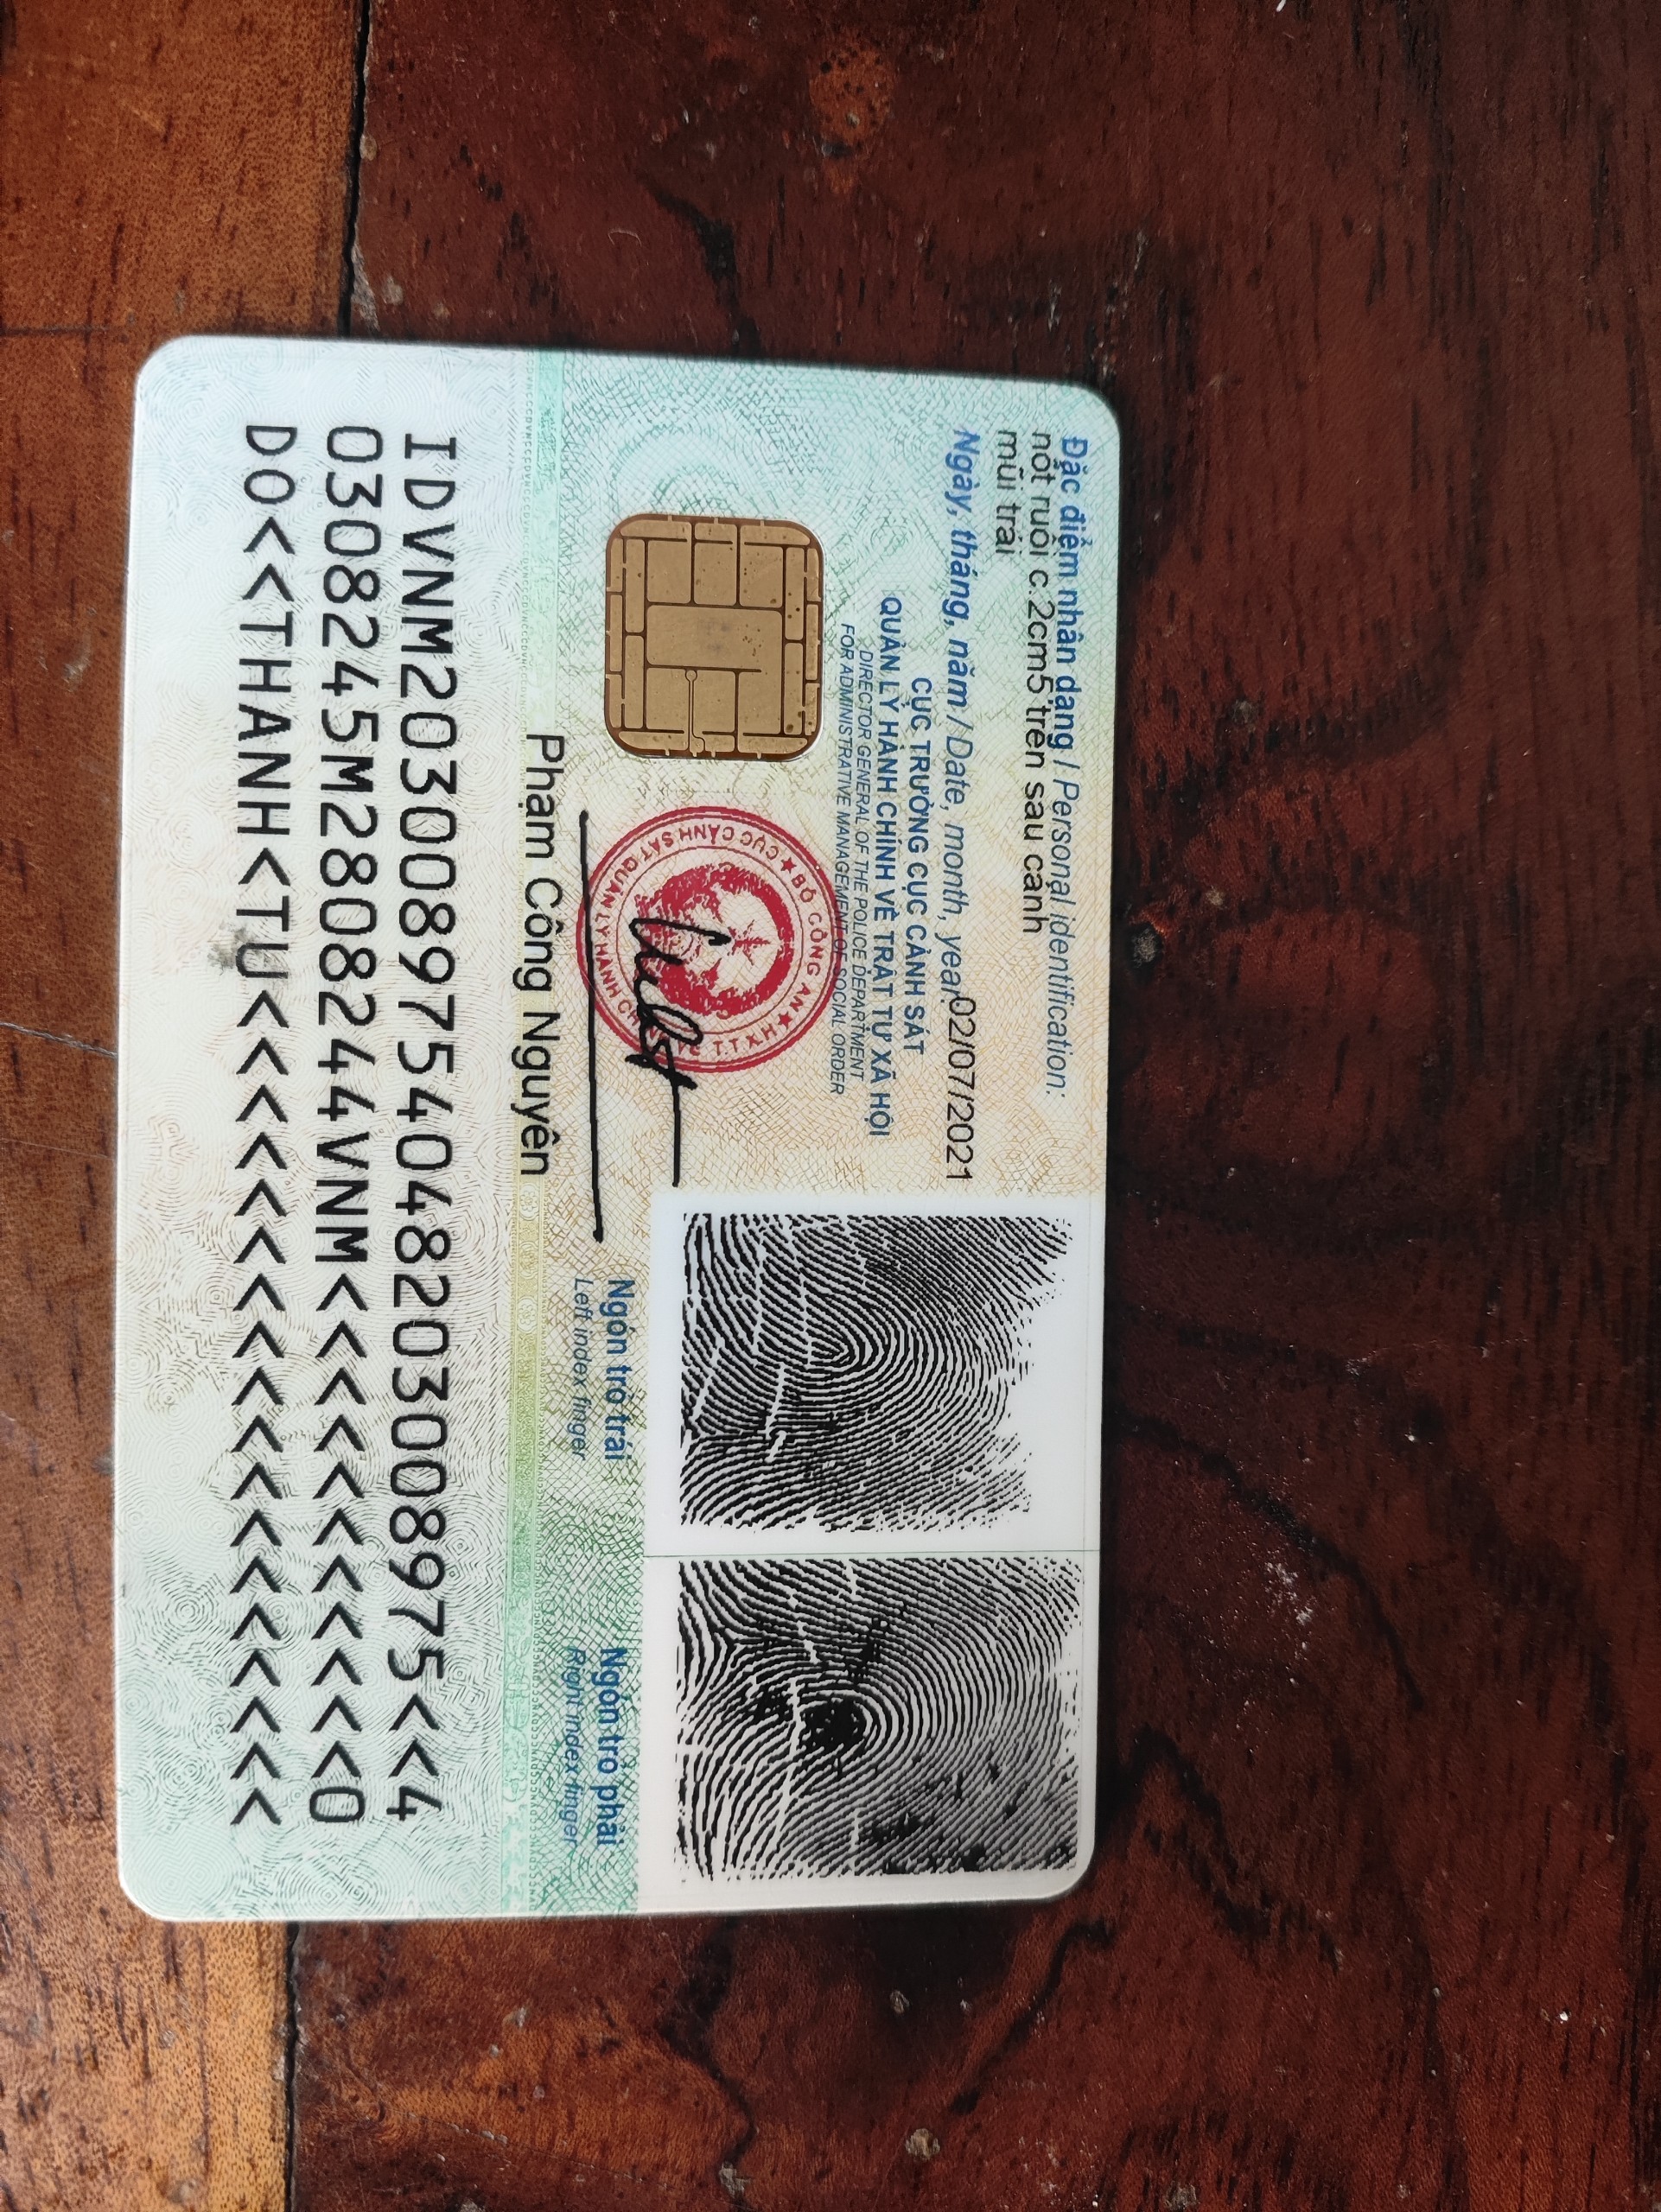 Đặc điểm nhân dạng / Personal identification:
nốt ruồi c.2cm5 trên sau cánh
mũi trái
Ngày, tháng, năm / Date, month, year: 02/07/2021
CỤC TRƯỞNG CỤC CẢNH SÁT
QUẢN LÝ HÀNH CHÍNH VỀ TRẬT TỰ XÃ HỘI
DIRECTOR GENERAL OF THE POLICE DEPARTMENT
FOR ADMINISTRATIVE MANAGEMENT OF SOCIAL ORDER
★ BỘ CÔNG AN ★
CỤC CẢNH SÁT QUẢN LÝ HÀNH CHÍNH VỀ T.T.X.H
Phạm Công Nguyên
Ngón trỏ trái
Left index finger
Ngón trỏ phải
Right index finger
IDVNM2030089754048203008975<<4
0308245M2808244VNM<<<<<<<<<<<0
DO<<THANH<TU<<<<<<<<<<<<<<<<<<